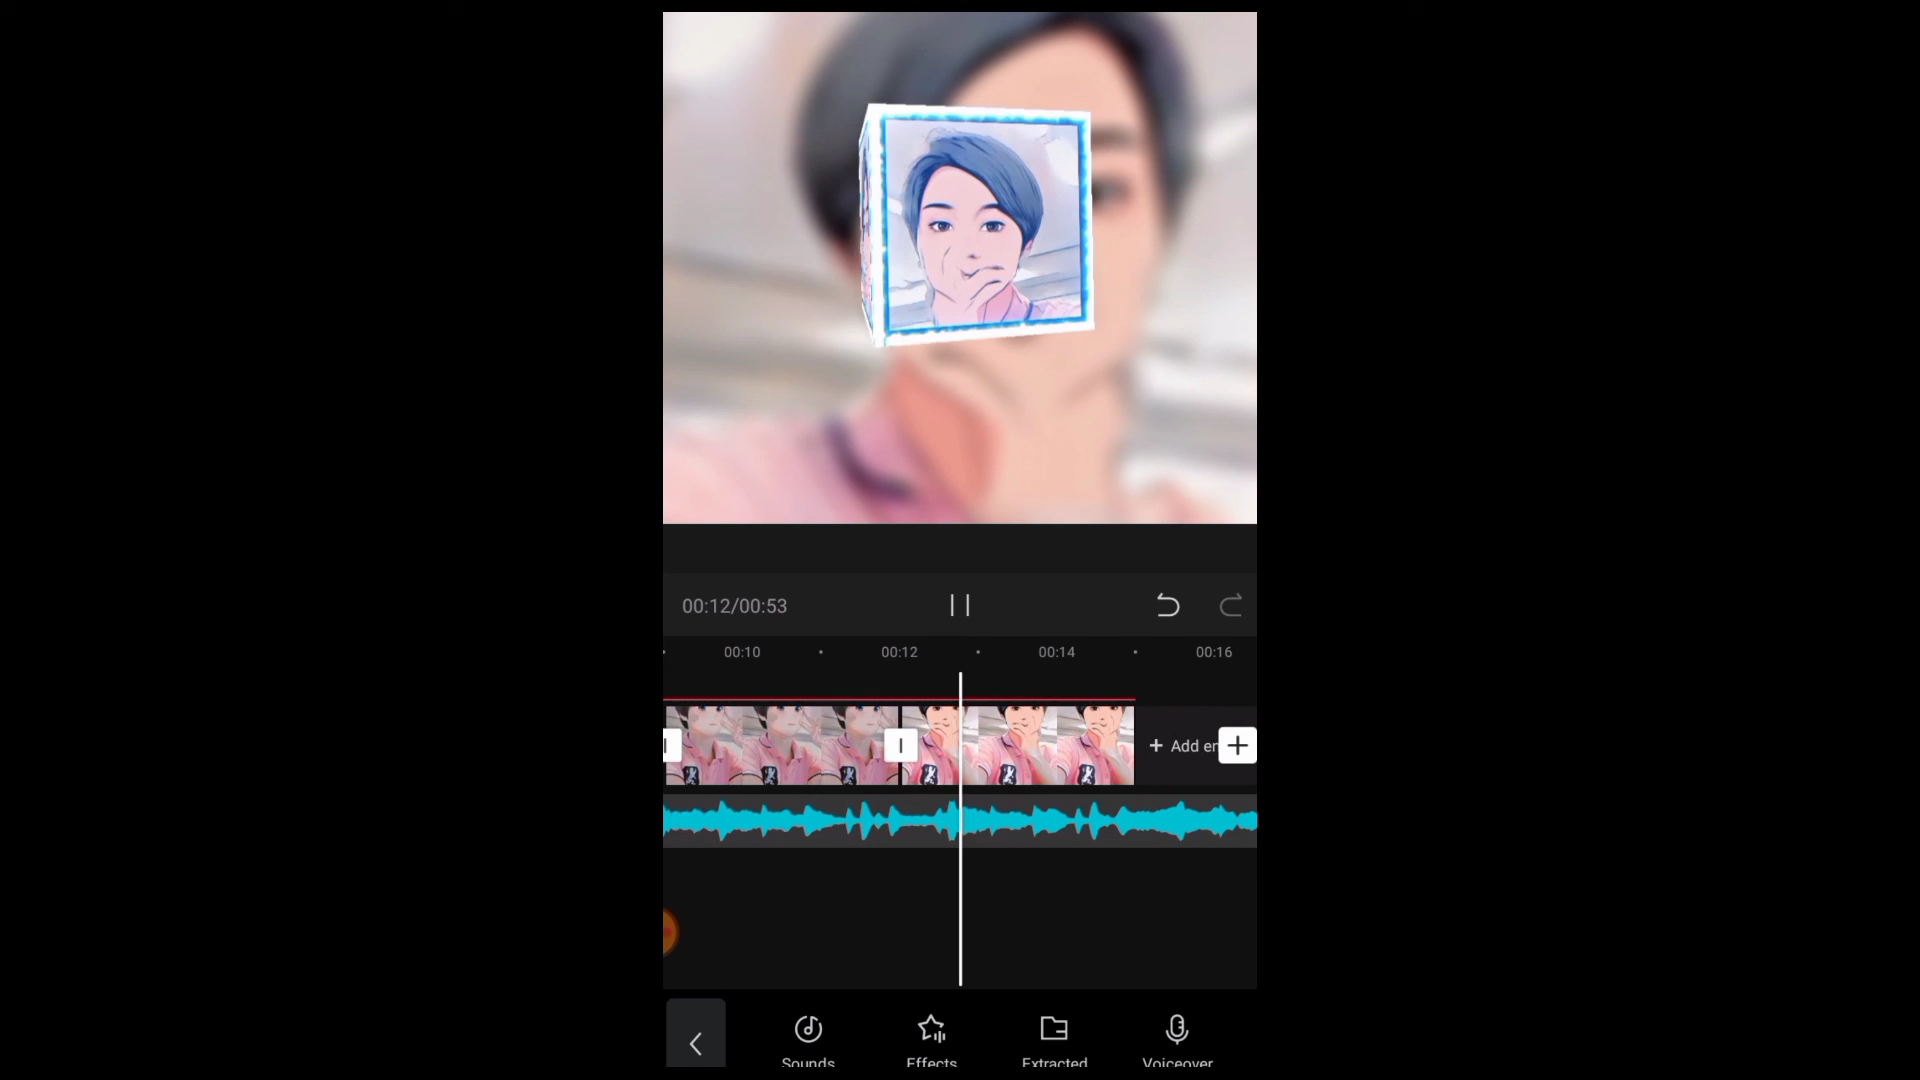 00:12/00:53
00:10 00:12 00:14 00:16
+ Add en
Sounds Effects Extracted Voiceover